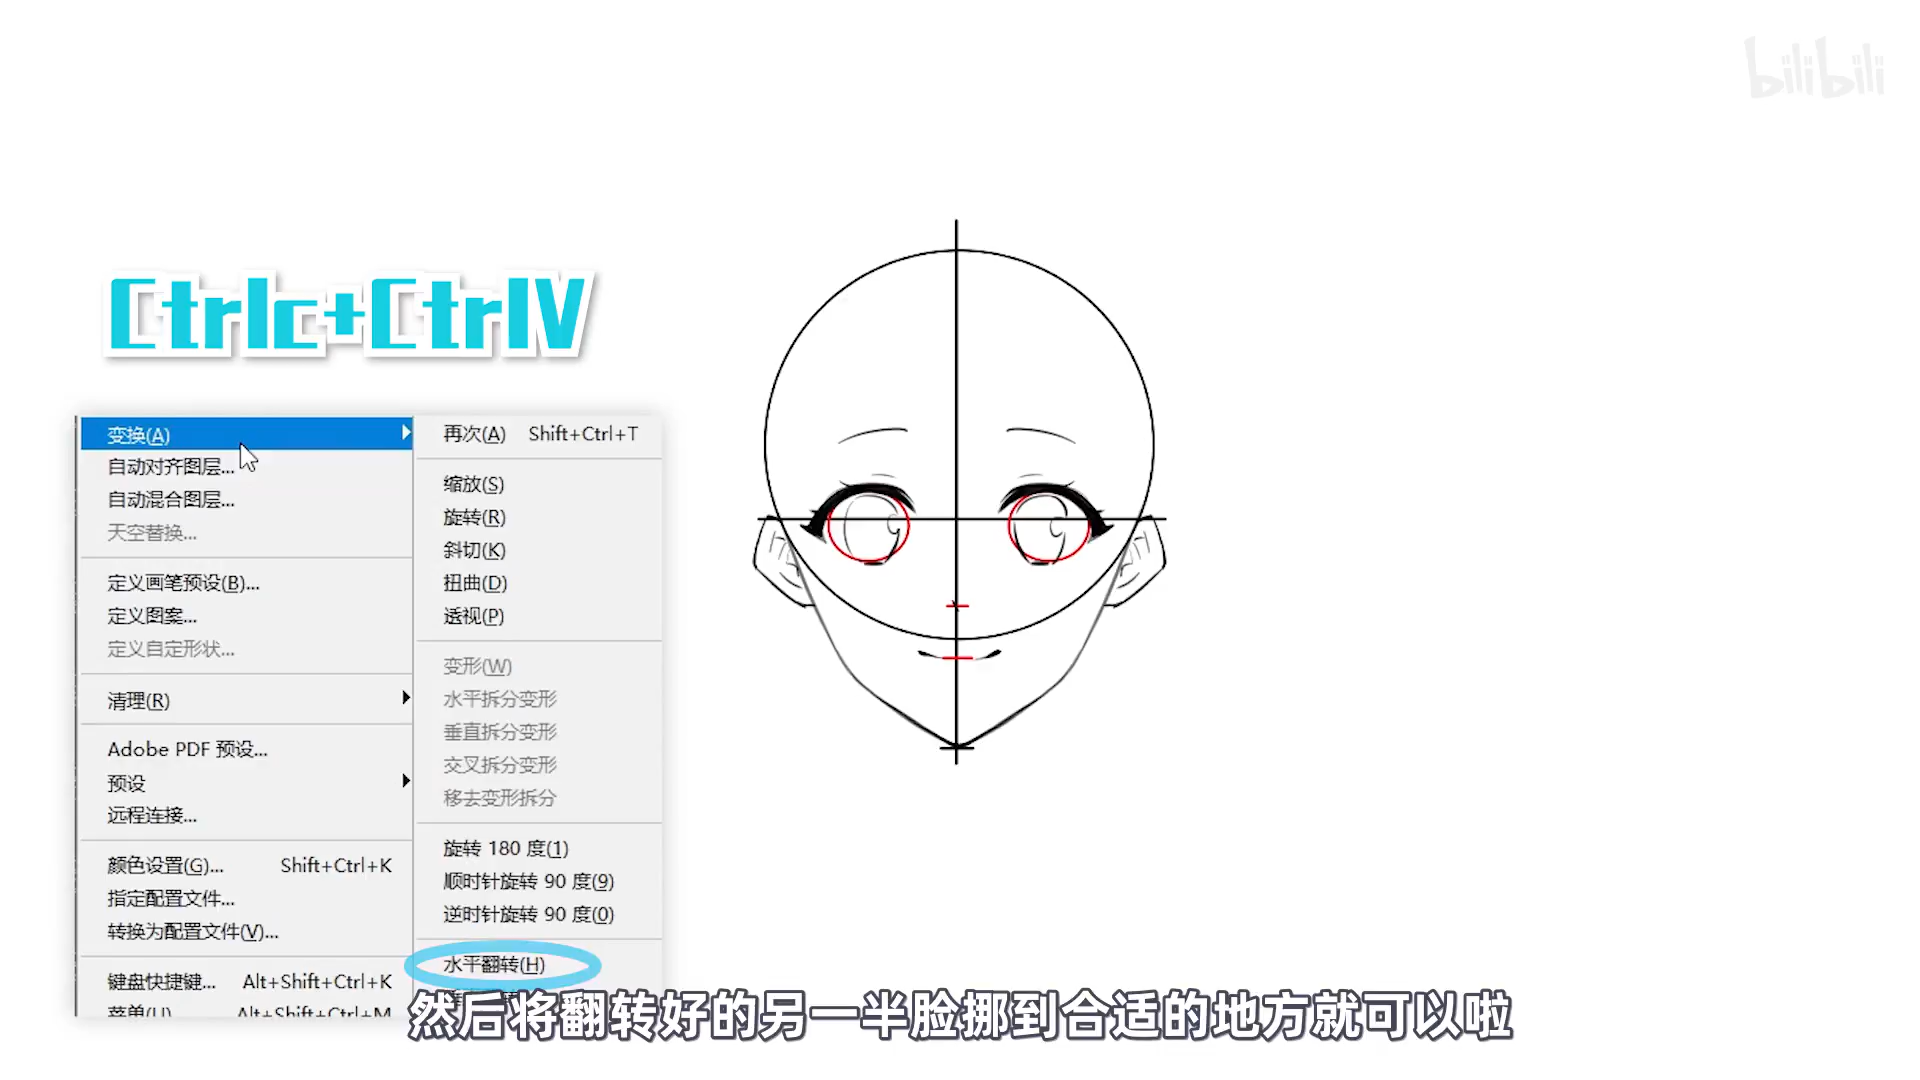 bilibili
Ctrlc+CtrlV
变换(A)
自动对齐图层...
自动混合图层...
天空替换...
定义画笔预设(B)...
定义图案...
定义自定形状...
清理(R)
Adobe PDF 预设...
预设
远程连接...
颜色设置(G)... Shift+Ctrl+K
指定配置文件...
转换为配置文件(V)...
键盘快捷键... Alt+Shift+Ctrl+K
菜单(U) Alt+Shift+Ctrl+M
再次(A) Shift+Ctrl+T
缩放(S)
旋转(R)
斜切(K)
扭曲(D)
透视(P)
变形(W)
水平拆分变形
垂直拆分变形
交叉拆分变形
移去变形拆分
旋转 180 度(1)
顺时针旋转 90 度(9)
逆时针旋转 90 度(0)
水平翻转(H)
然后将翻转好的另一半脸挪到合适的地方就可以啦